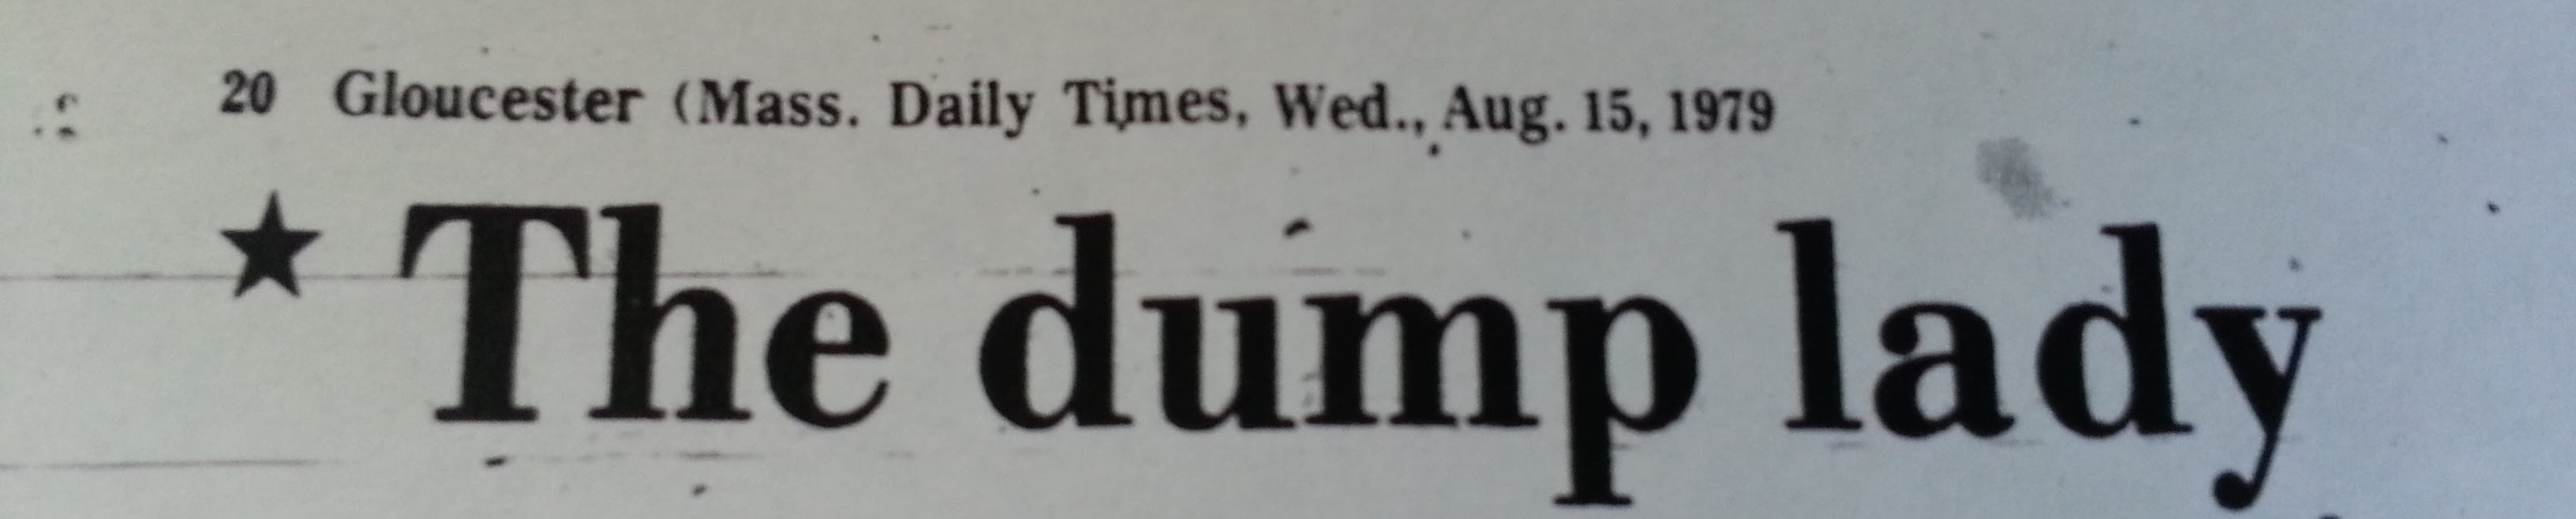 20 Gloucester (Mass. Daily Times, Wed., Aug. 15, 1979
★ The dump lady